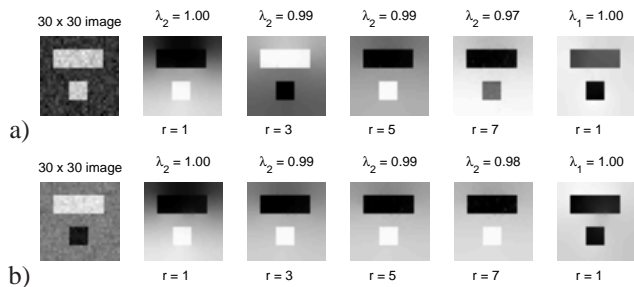 30 x 30 image λ₂ = 1.00 λ₂ = 0.99 λ₂ = 0.99 λ₂ = 0.97 λ₁ = 1.00
a) r = 1 r = 3 r = 5 r = 7 r = 1
30 x 30 image λ₂ = 1.00 λ₂ = 0.99 λ₂ = 0.99 λ₂ = 0.98 λ₁ = 1.00
b) r = 1 r = 3 r = 5 r = 7 r = 1